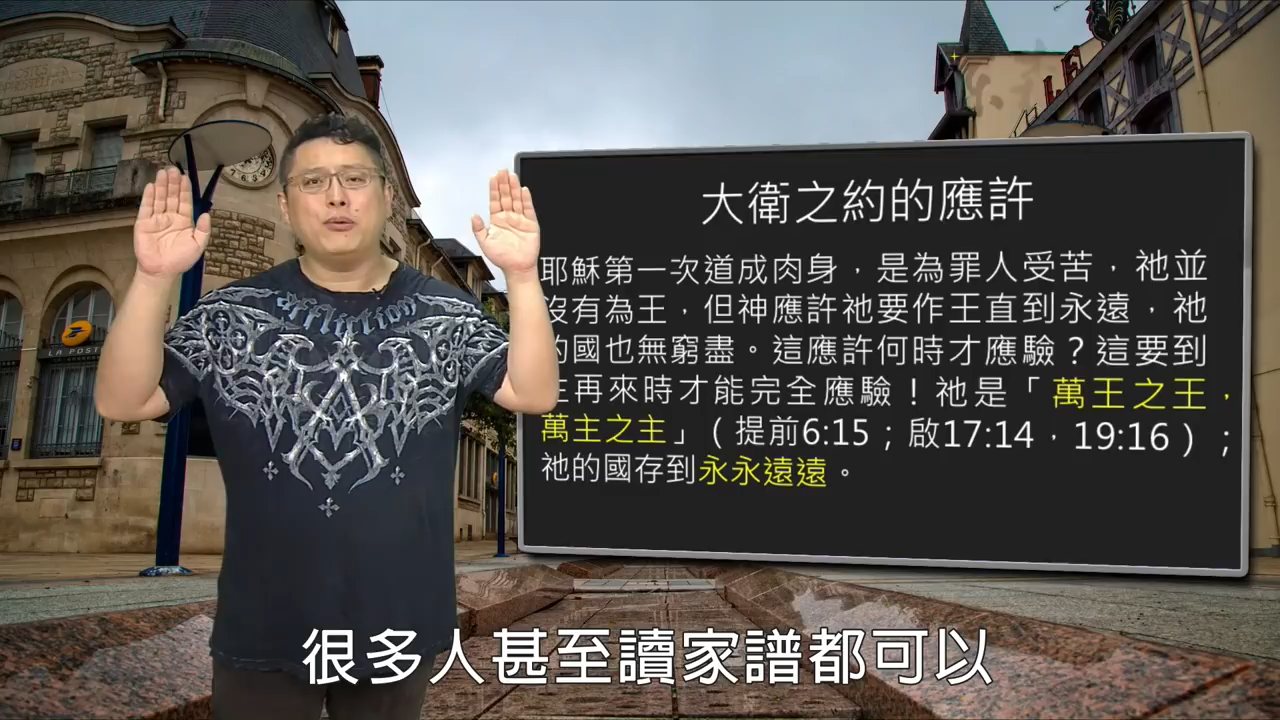 大衛之約的應許
耶穌第一次道成肉身，是為罪人受苦，祂並
沒有為王，但神應許祂要作王直到永遠，祂
的國也無窮盡。這應許何時才應驗？這要到
再來時才能完全應驗！祂是「萬王之王，
萬主之主」（提前6:15；啟17:14，19:16）；
祂的國存到永永遠遠。
affliction
LA POSTE
很多人甚至讀家譜都可以